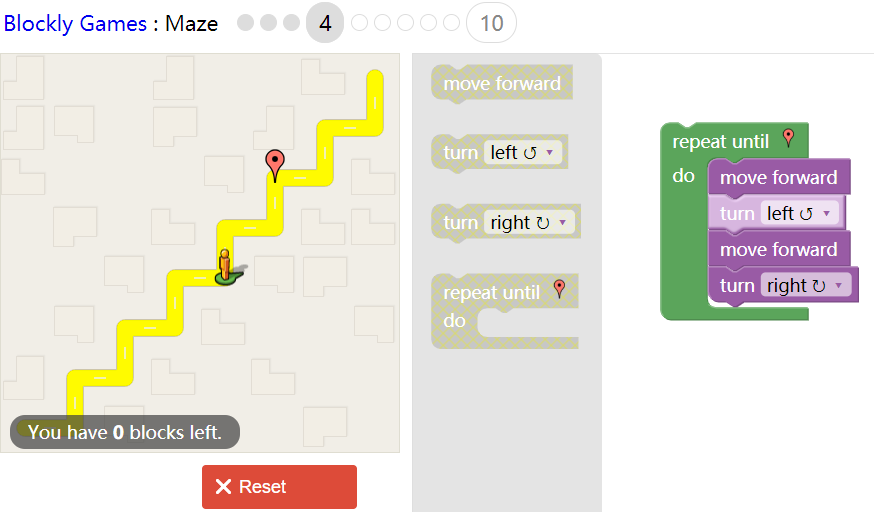 Blockly Games : Maze 4 10
move forward
turn left ↺ ▾
turn right ↻ ▾
repeat until
do
repeat until
do
move forward
turn left ↺ ▾
move forward
turn right ↻ ▾
You have 0 blocks left.
Reset